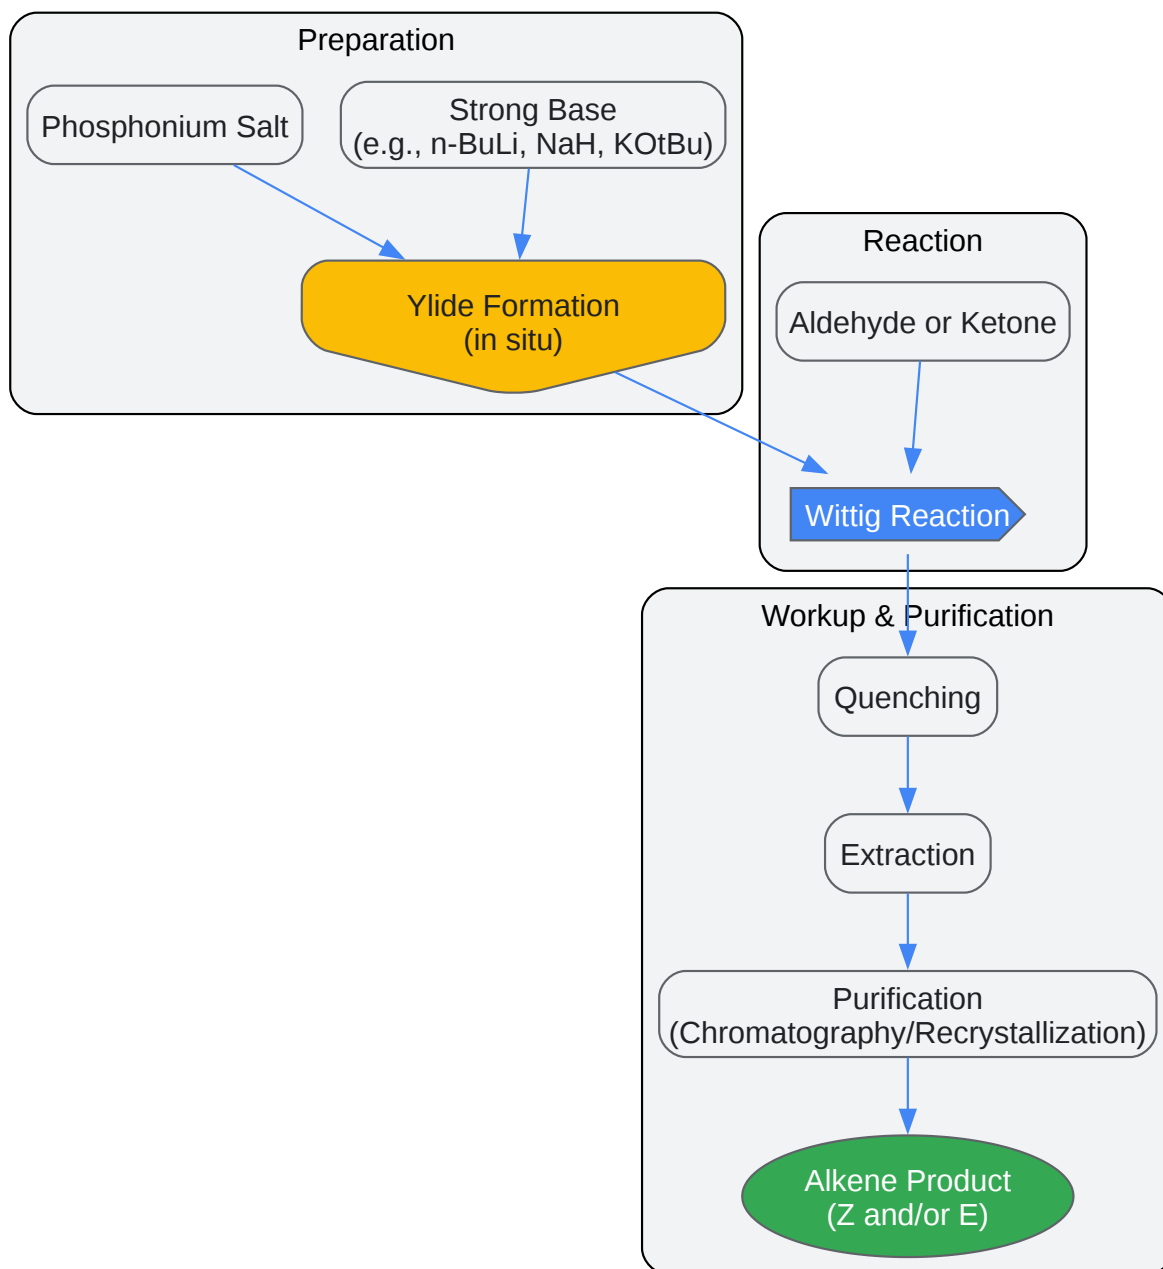 Preparation
Phosphonium Salt
Strong Base
(e.g., n-BuLi, NaH, KOtBu)
Ylide Formation
(in situ)
Reaction
Aldehyde or Ketone
Wittig Reaction
Workup & Purification
Quenching
Extraction
Purification
(Chromatography/Recrystallization)
Alkene Product
(Z and/or E)